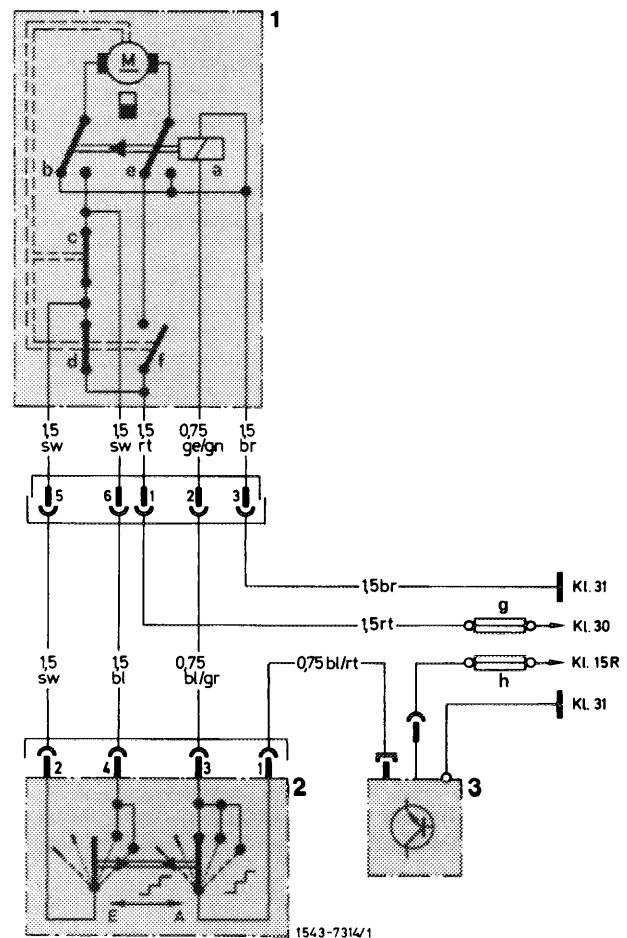 1
M
b
e
a
c
d
f
1,5 sw
1,5 sw
1,5 rt
0,75 ge/gn
1,5 br
5
6
1
2
3
1,5br
Kl. 31
g
1,5rt
Kl. 30
1,5 sw
1,5 bl
0,75 bl/gr
0,75 bl/rt
Kl. 15R
h
Kl. 31
2
4
3
1
2
3
E
A
1543-7314/1